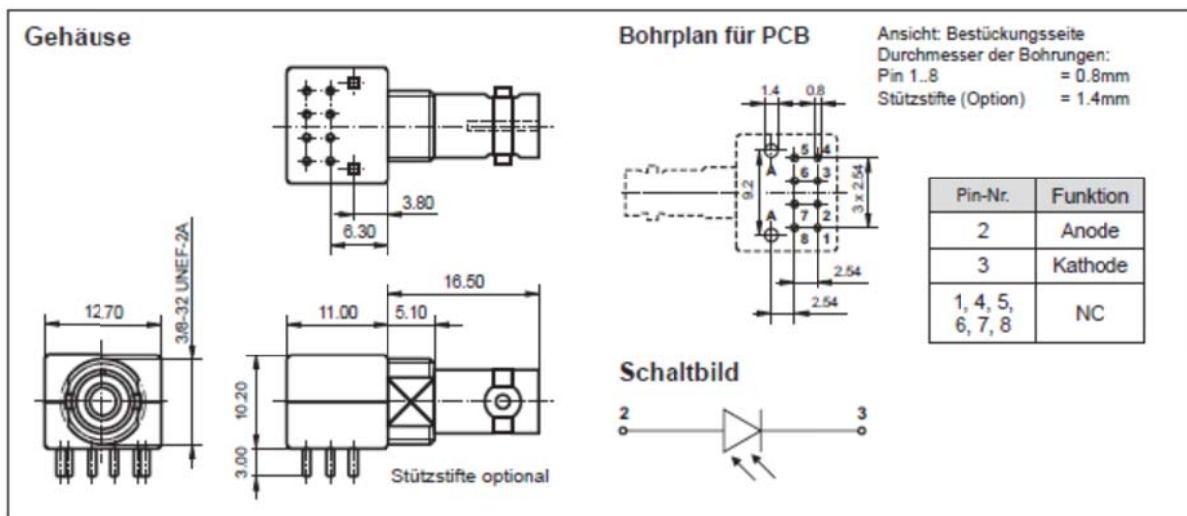 Gehäuse
3.80
6.30
3/8-32 UNEF-2A
12.70
16.50
11.00
5.10
10.20
3.00
Stützstifte optional
Bohrplan für PCB
Ansicht: Bestückungsseite
Durchmesser der Bohrungen:
Pin 1..8 = 0.8mm
Stützstifte (Option) = 1.4mm
1.4
0.8
5 4
A
6 3
9.2
3 x 2.54
A
7 2
8 1
2.54
2.54
Pin-Nr. Funktion
2 Anode
3 Kathode
1, 4, 5,
6, 7, 8
NC
Schaltbild
2 3